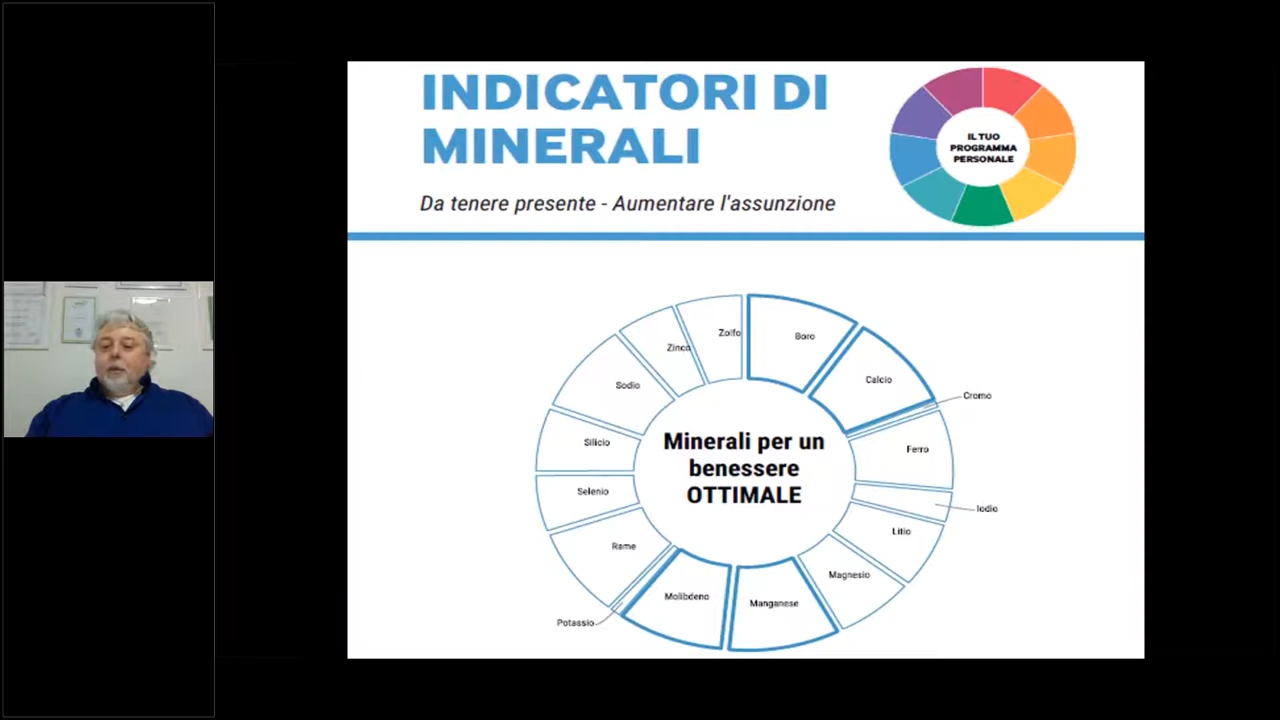 INDICATORI DI
MINERALI
Da tenere presente - Aumentare l'assunzione
IL TUO
PROGRAMMA
PERSONALE
Zolfo
Boro
Zinco
Calcio
Sodio
Cromo
Silicio
Ferro
Minerali per un
benessere
OTTIMALE
Selenio
Iodio
Litio
Rame
Magnesio
Molibdeno
Manganese
Potassio